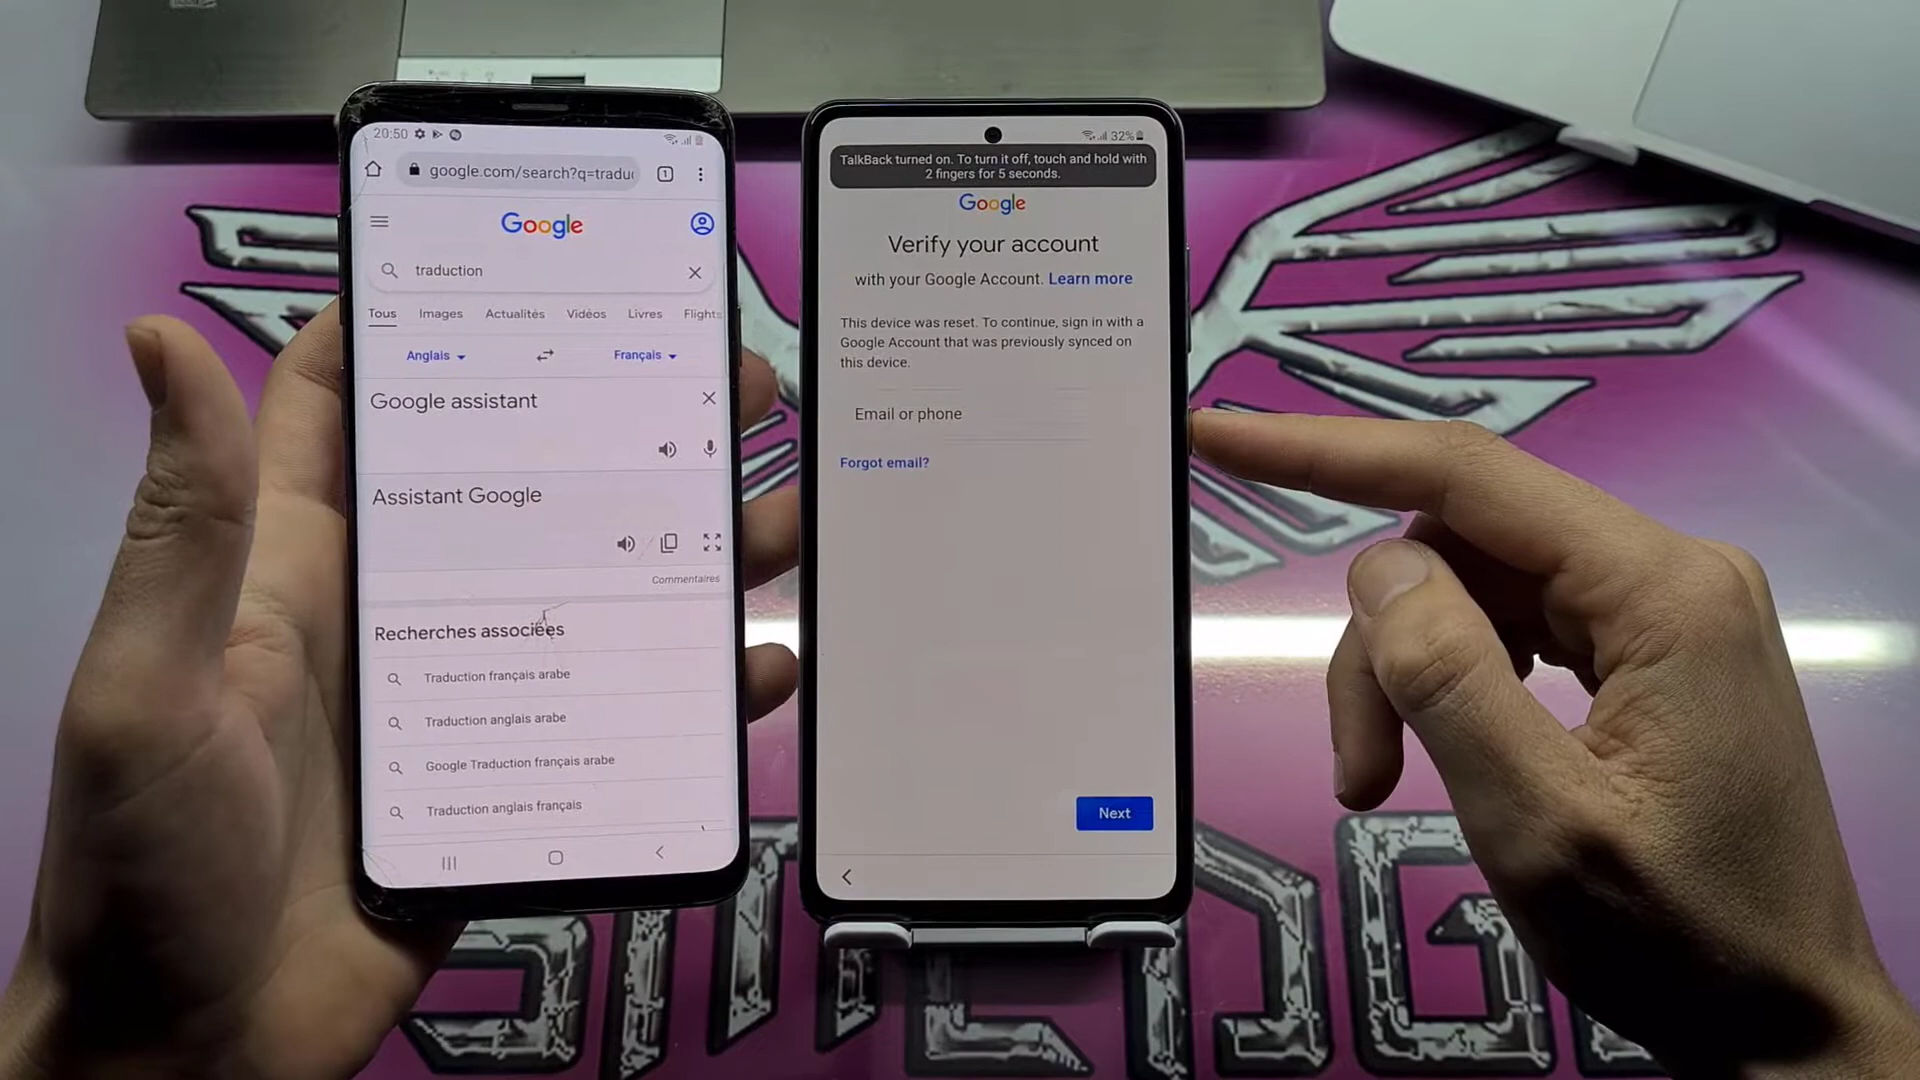 20:50
google.com/search?q=tradu
1
Google
traduction
Tous Images Actualités Vidéos Livres Flights
Anglais Français
Google assistant
Assistant Google
Commentaires
Recherches associées
Traduction français arabe
Traduction anglais arabe
Google Traduction français arabe
Traduction anglais français
32%
TalkBack turned on. To turn it off, touch and hold with
2 fingers for 5 seconds.
Google
Verify your account
with your Google Account. Learn more
This device was reset. To continue, sign in with a
Google Account that was previously synced on
this device.
Email or phone
Forgot email?
Next